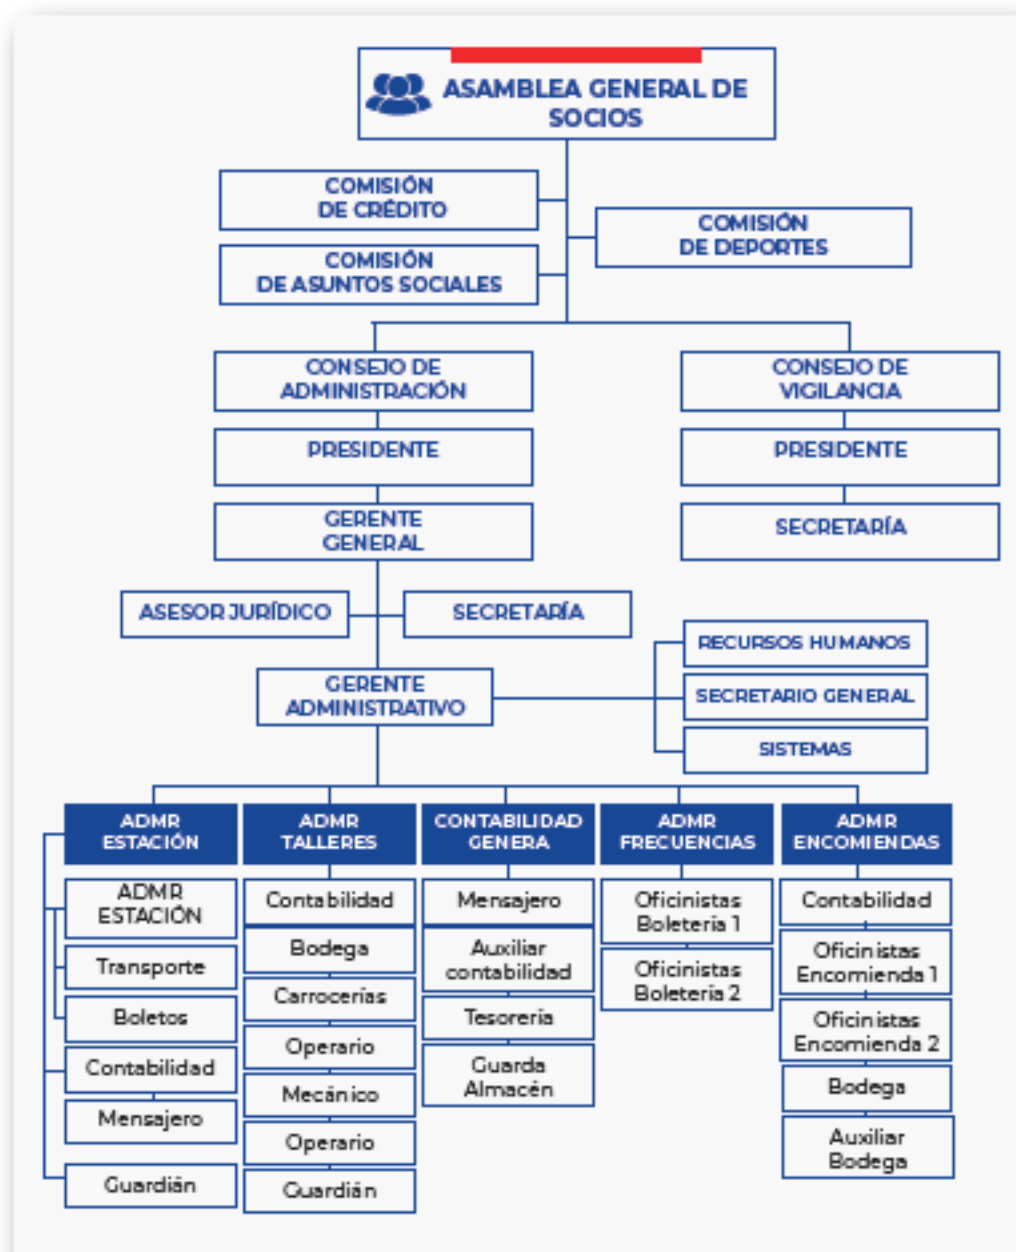 ASAMBLEA GENERAL DE
SOCIOS
COMISIÓN
DE CRÉDITO
COMISIÓN
DE DEPORTES
COMISIÓN
DE ASUNTOS SOCIALES
CONSEJO DE
ADMINISTRACIÓN
CONSEJO DE
VIGILANCIA
PRESIDENTE
PRESIDENTE
GERENTE
GENERAL
SECRETARÍA
ASESOR JURÍDICO
SECRETARÍA
RECURSOS HUMANOS
GERENTE
ADMINISTRATIVO
SECRETARIO GENERAL
SISTEMAS
ADMR
ESTACIÓN
ADMR
ESTACIÓN
Transporte
Boletos
Contabilidad
Mensajero
Guardián
ADMR
TALLERES
Contabilidad
Bodega
Carrocerías
Operario
Mecánico
Operario
Guardián
CONTABILIDAD
GENERA
Mensajero
Auxiliar
contabilidad
Tesorería
Guarda
Almacén
ADMR
FRECUENCIAS
Oficinistas
Boletería 1
Oficinistas
Boletería 2
ADMR
ENCOMIENDAS
Contabilidad
Oficinistas
Encomienda 1
Oficinistas
Encomienda 2
Bodega
Auxiliar
Bodega